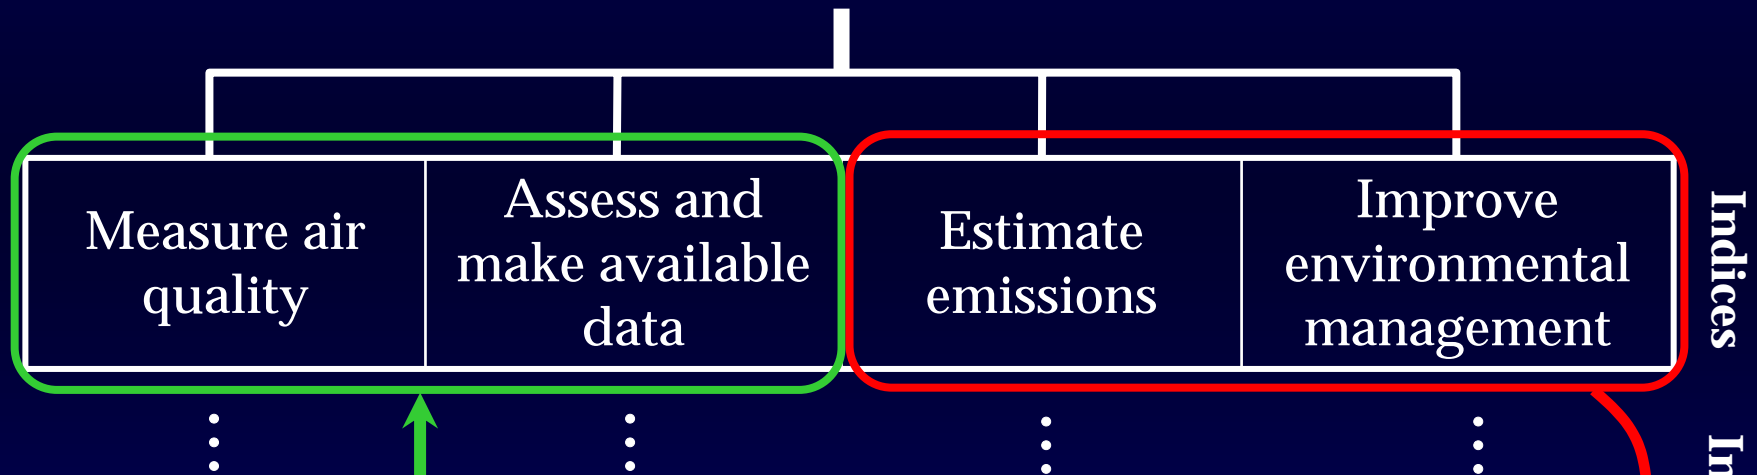 Measure air
quality
Assess and
make available
data
Estimate
emissions
Improve
environmental
management
Indices